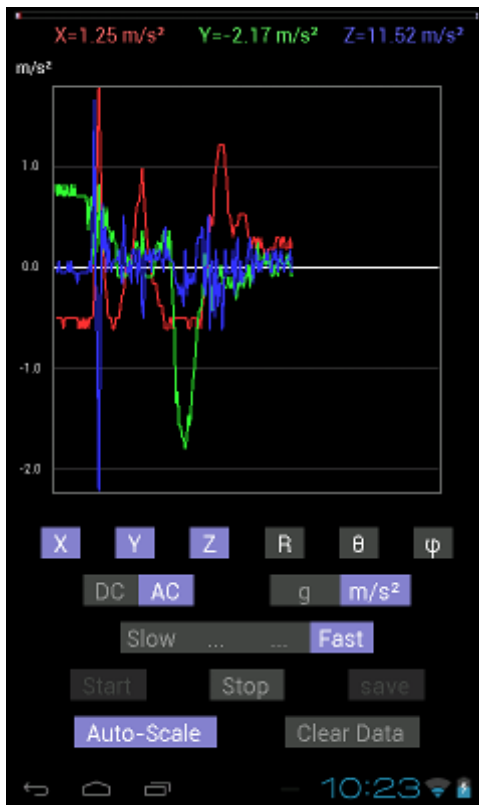 X=1.25 m/s² Y=-2.17 m/s² Z=11.52 m/s²
m/s²
1.0
0.0
-1.0
-2.0
X Y Z R θ φ
DC AC g m/s²
Slow ... ... Fast
Start Stop save
Auto-Scale Clear Data
10:23